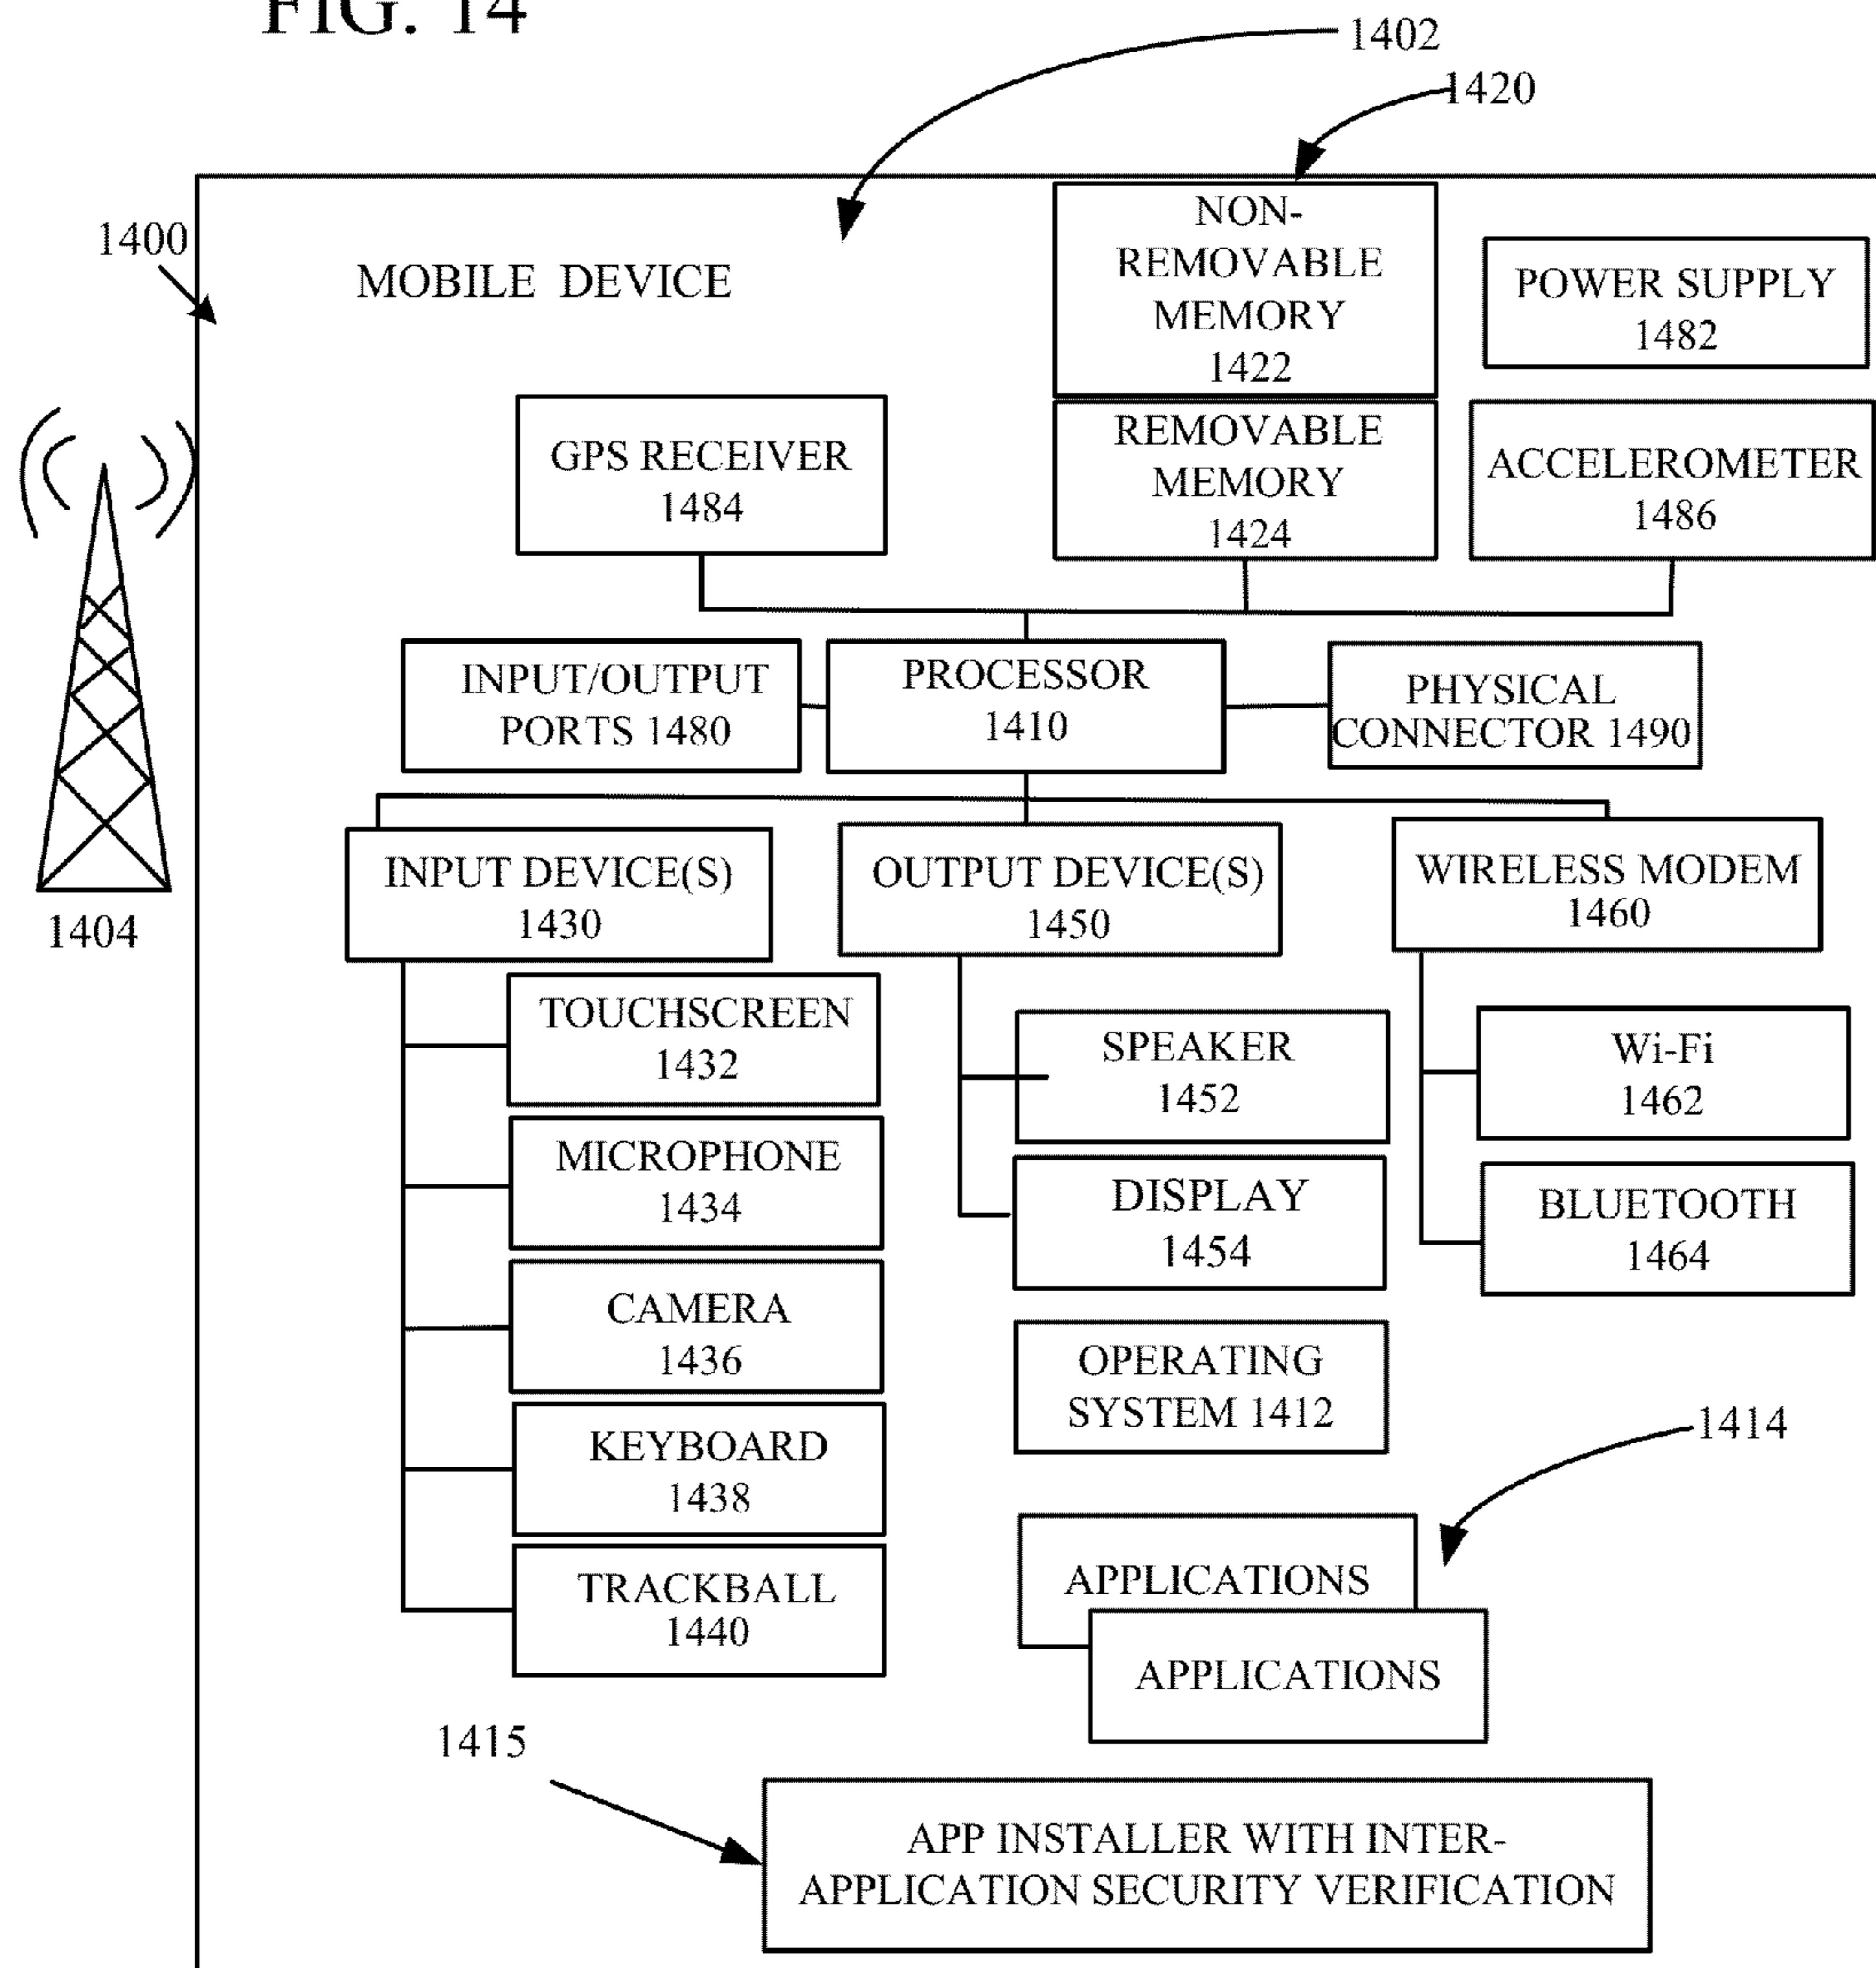 FIG. 14
1402
1420
1400
MOBILE DEVICE
NON-
REMOVABLE
MEMORY
1422
POWER SUPPLY
1482
GPS RECEIVER
1484
REMOVABLE
MEMORY
1424
ACCELEROMETER
1486
INPUT/OUTPUT
PORTS 1480
PROCESSOR
1410
PHYSICAL
CONNECTOR 1490
1404
INPUT DEVICE(S)
1430
OUTPUT DEVICE(S)
1450
WIRELESS MODEM
1460
TOUCHSCREEN
1432
MICROPHONE
1434
CAMERA
1436
KEYBOARD
1438
TRACKBALL
1440
SPEAKER
1452
DISPLAY
1454
Wi-Fi
1462
BLUETOOTH
1464
OPERATING
SYSTEM 1412
1414
APPLICATIONS
APPLICATIONS
1415
APP INSTALLER WITH INTER-
APPLICATION SECURITY VERIFICATION